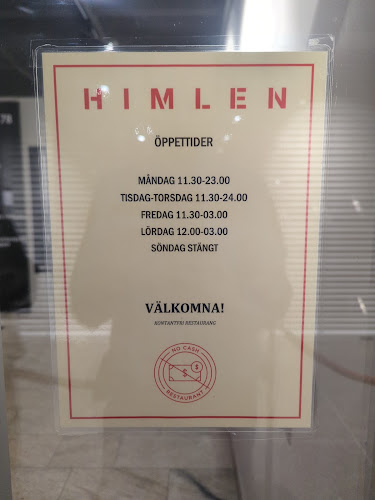 HIMLEN
ÖPPETTIDER
MÅNDAG 11.30-23.00
TISDAG-TORSDAG 11.30-24.00
FREDAG 11.30-03.00
LÖRDAG 12.00-03.00
SÖNDAG STÄNGT
VÄLKOMNA!
KONTANTFRI RESTAURANG
NO CASH
$
$
RESTAURANT
78